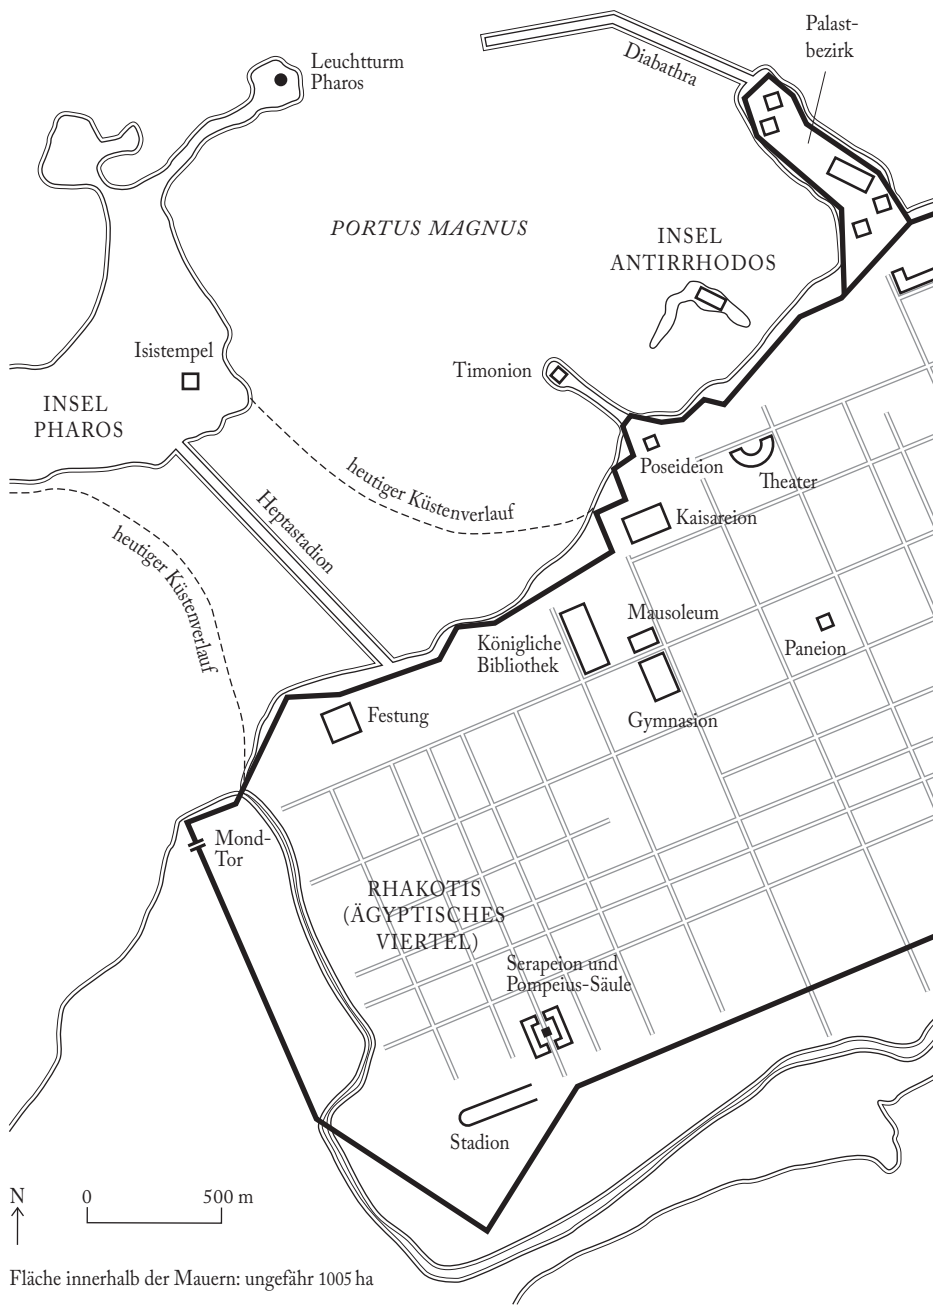 Palast-
bezirk
Diabathra
Leuchtturm
Pharos
PORTUS MAGNUS
INSEL
ANTIRRHODOS
Isistempel
Timonion
INSEL
PHAROS
Poseideion
Theater
heutiger Küstenverlauf
Heptastadion
Kaisareion
heutiger Küstenverlauf
Mausoleum
Königliche
Bibliothek
Paneion
Festung
Gymnasion
Mond-
Tor
RHAKOTIS
(ÄGYPTISCHES
VIERTEL)
Serapeion und
Pompeius-Säule
Stadion
N
0 500 m
Fläche innerhalb der Mauern: ungefähr 1005 ha